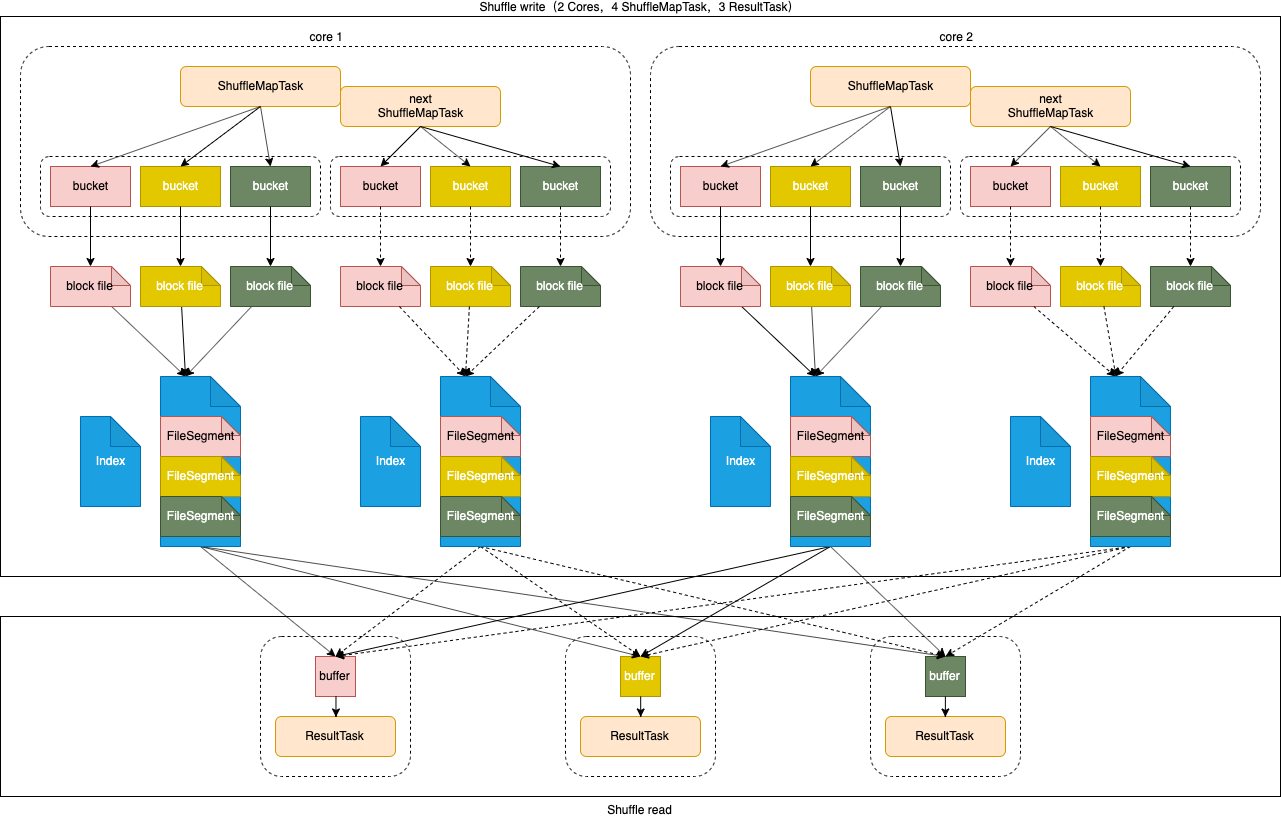 Shuffle write（2 Cores，4 ShuffleMapTask，3 ResultTask）
core 1
core 2
ShuffleMapTask
next
ShuffleMapTask
ShuffleMapTask
next
ShuffleMapTask
bucket
bucket
bucket
bucket
bucket
bucket
bucket
bucket
bucket
bucket
bucket
bucket
block file
block file
block file
block file
block file
block file
block file
block file
block file
block file
block file
block file
Index
FileSegment
FileSegment
FileSegment
Index
FileSegment
FileSegment
FileSegment
Index
FileSegment
FileSegment
FileSegment
Index
FileSegment
FileSegment
FileSegment
buffer
buffer
buffer
ResultTask
ResultTask
ResultTask
Shuffle read